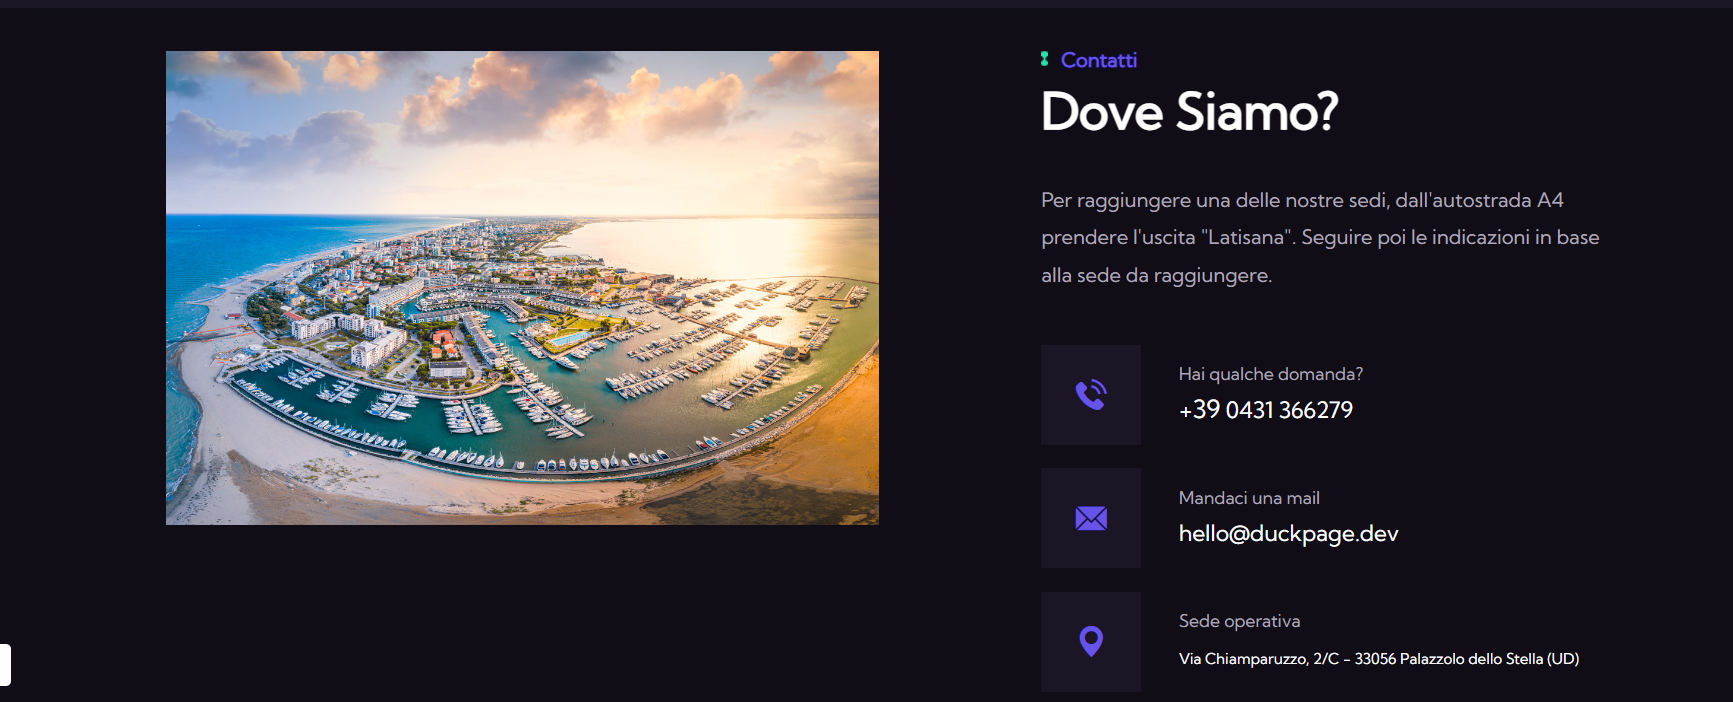 Contatti
Dove Siamo?
Per raggiungere una delle nostre sedi, dall'autostrada A4
prendere l'uscita "Latisana". Seguire poi le indicazioni in base
alla sede da raggiungere.
Hai qualche domanda?
+39 0431 366279
Mandaci una mail
hello@duckpage.dev
Sede operativa
Via Chiamparuzzo, 2/C - 33056 Palazzolo dello Stella (UD)